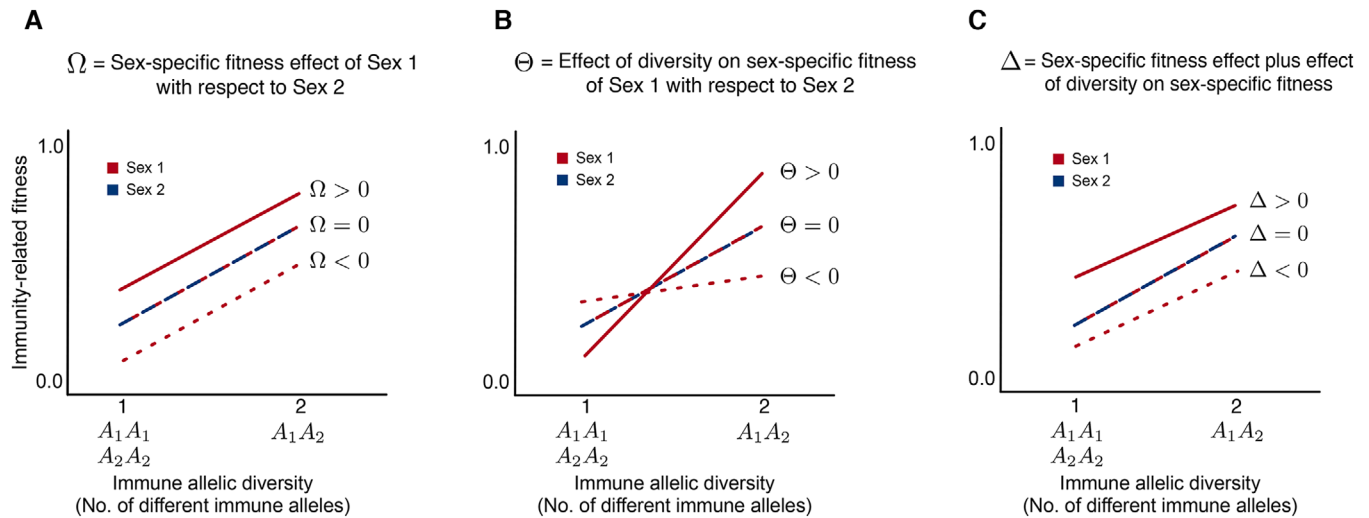 A
Ω = Sex-specific fitness effect of Sex 1
with respect to Sex 2
Immunity-related fitness
1.0
0.0
Sex 1
Sex 2
Ω > 0
Ω = 0
Ω < 0
1
2
A₁A₁
A₁A₂
A₂A₂
Immune allelic diversity
(No. of different immune alleles)
B
Θ = Effect of diversity on sex-specific fitness
of Sex 1 with respect to Sex 2
1.0
0.0
Sex 1
Sex 2
Θ > 0
Θ = 0
Θ < 0
1
2
A₁A₁
A₁A₂
A₂A₂
Immune allelic diversity
(No. of different immune alleles)
C
Δ = Sex-specific fitness effect plus effect
of diversity on sex-specific fitness
1.0
0.0
Sex 1
Sex 2
Δ > 0
Δ = 0
Δ < 0
1
2
A₁A₁
A₁A₂
A₂A₂
Immune allelic diversity
(No. of different immune alleles)